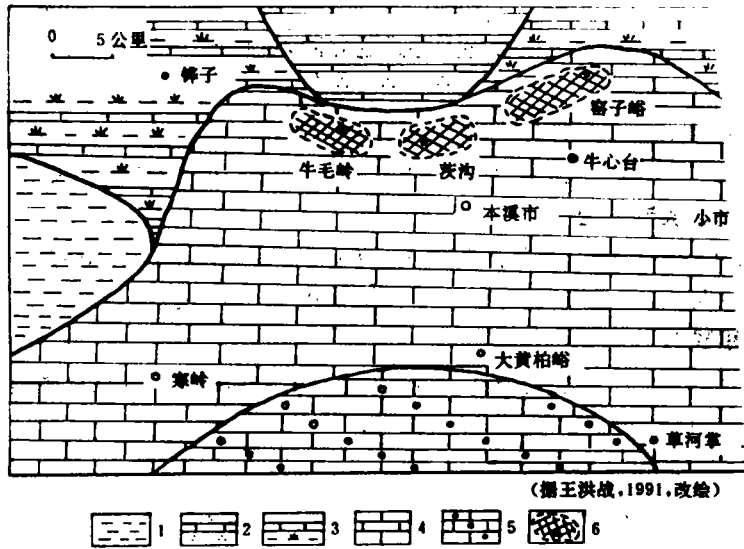 0 5公里
铧子
窑子峪
牛毛岭
茨沟
牛心台
本溪市
小市
大黄柏峪
寒岭
草河掌
(据王洪战,1991,改绘)
1 2 3 4 5 6